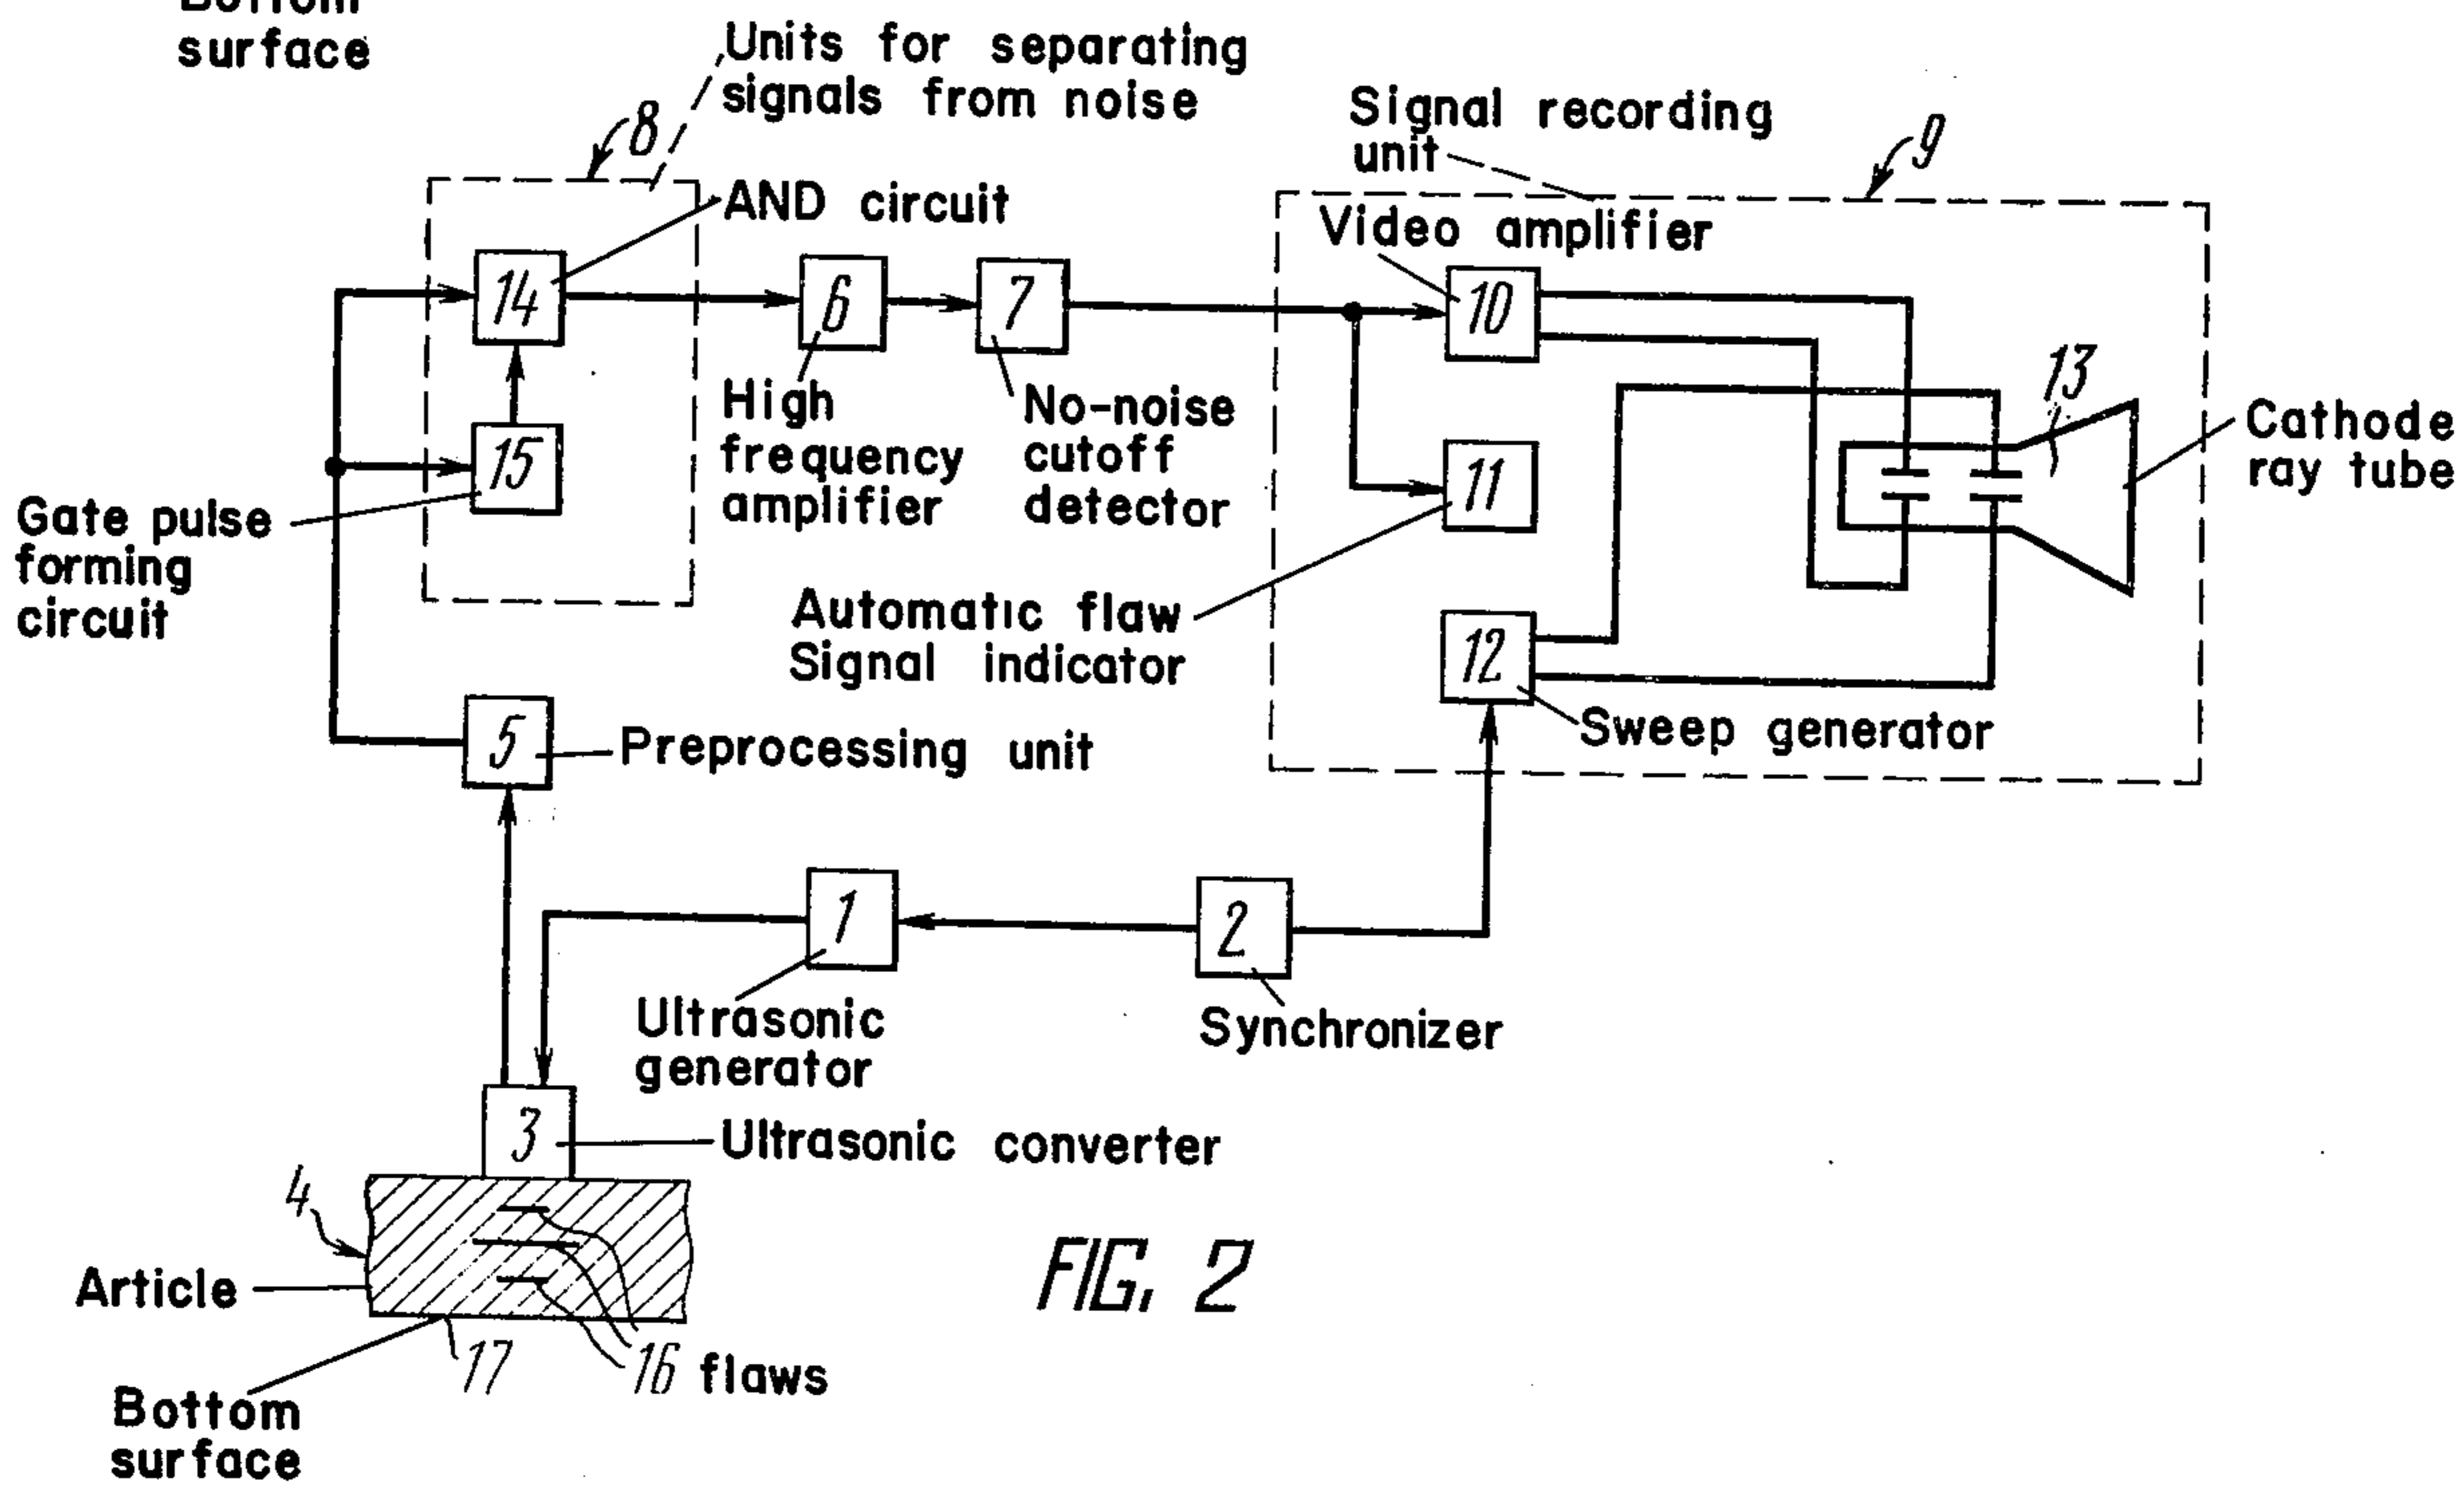 Bottom
surface
Units for separating
signals from noise
8
Signal recording
unit
9
AND circuit
Video amplifier
14
6
7
10
13
High
frequency
amplifier
No-noise
cutoff
detector
Cathode
ray tube
15
11
Gate pulse
forming
circuit
Automatic flaw
Signal indicator
12
5
Preprocessing unit
Sweep generator
1
2
Ultrasonic
generator
Synchronizer
3
Ultrasonic converter
4
Article
FIG. 2
17
16 flaws
Bottom
surface